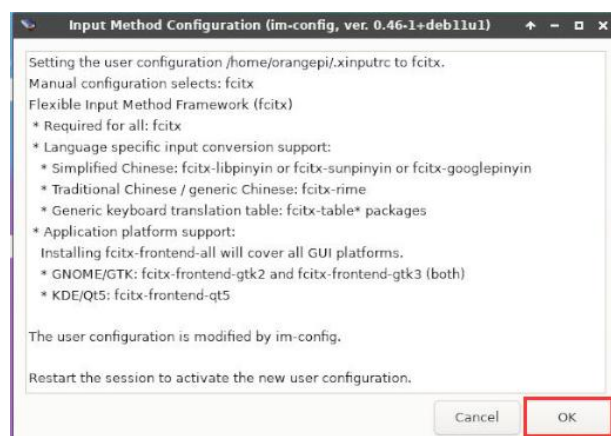 Input Method Configuration (im-config, ver. 0.46-1+deb11u1)
Setting the user configuration /home/orangepi/.xinputrc to fcitx.
Manual configuration selects: fcitx
Flexible Input Method Framework (fcitx)
* Required for all: fcitx
* Language specific input conversion support:
* Simplified Chinese: fcitx-libpinyin or fcitx-sunpinyin or fcitx-googlepinyin
* Traditional Chinese / generic Chinese: fcitx-rime
* Generic keyboard translation table: fcitx-table* packages
* Application platform support:
Installing fcitx-frontend-all will cover all GUI platforms.
* GNOME/GTK: fcitx-frontend-gtk2 and fcitx-frontend-gtk3 (both)
* KDE/Qt5: fcitx-frontend-qt5
The user configuration is modified by im-config.
Restart the session to activate the new user configuration.
Cancel OK